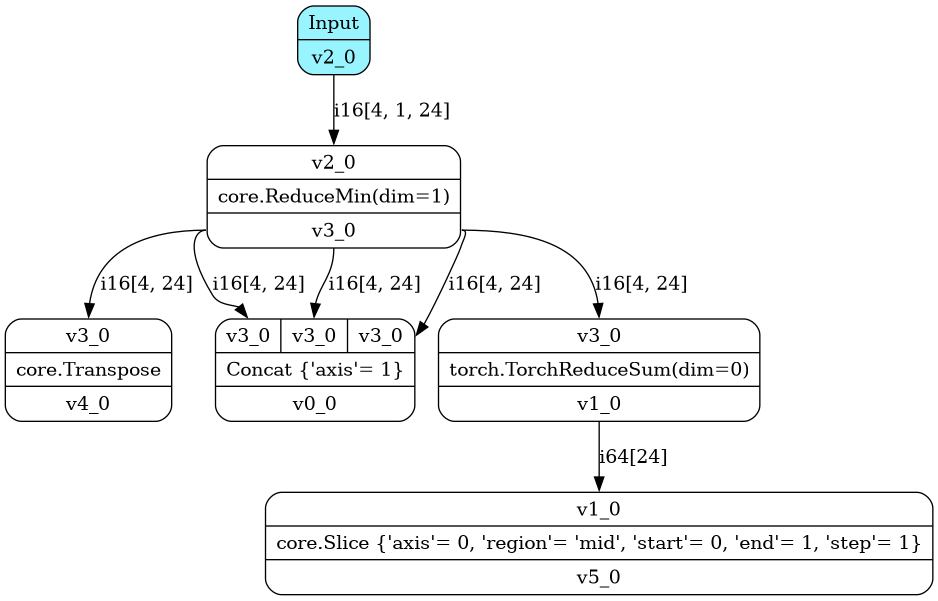 Input
v2_0
i16[4, 1, 24]
v2_0
core.ReduceMin(dim=1)
v3_0
i16[4, 24]
i16[4, 24]
i16[4, 24]
i16[4, 24]
i16[4, 24]
v3_0
core.Transpose
v4_0
v3_0
v3_0
v3_0
Concat {'axis'= 1}
v0_0
v3_0
torch.TorchReduceSum(dim=0)
v1_0
i64[24]
v1_0
core.Slice {'axis'= 0, 'region'= 'mid', 'start'= 0, 'end'= 1, 'step'= 1}
v5_0